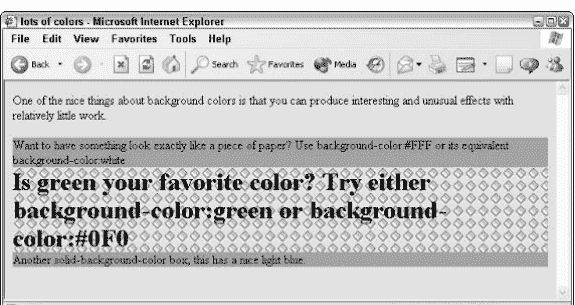 lots of colors - Microsoft Internet Explorer
File Edit View Favorites Tools Help
Back Search Favorites Media
One of the nice things about background colors is that you can produce interesting and unusual effects with
relatively little work.
Want to have something look exactly like a piece of paper? Use background-color:#FFF or its equivalent
background-color:white
Is green your favorite color? Try either
background-color:green or background-
color:#0F0
Another solid-background-color box, this has a nice light blue.